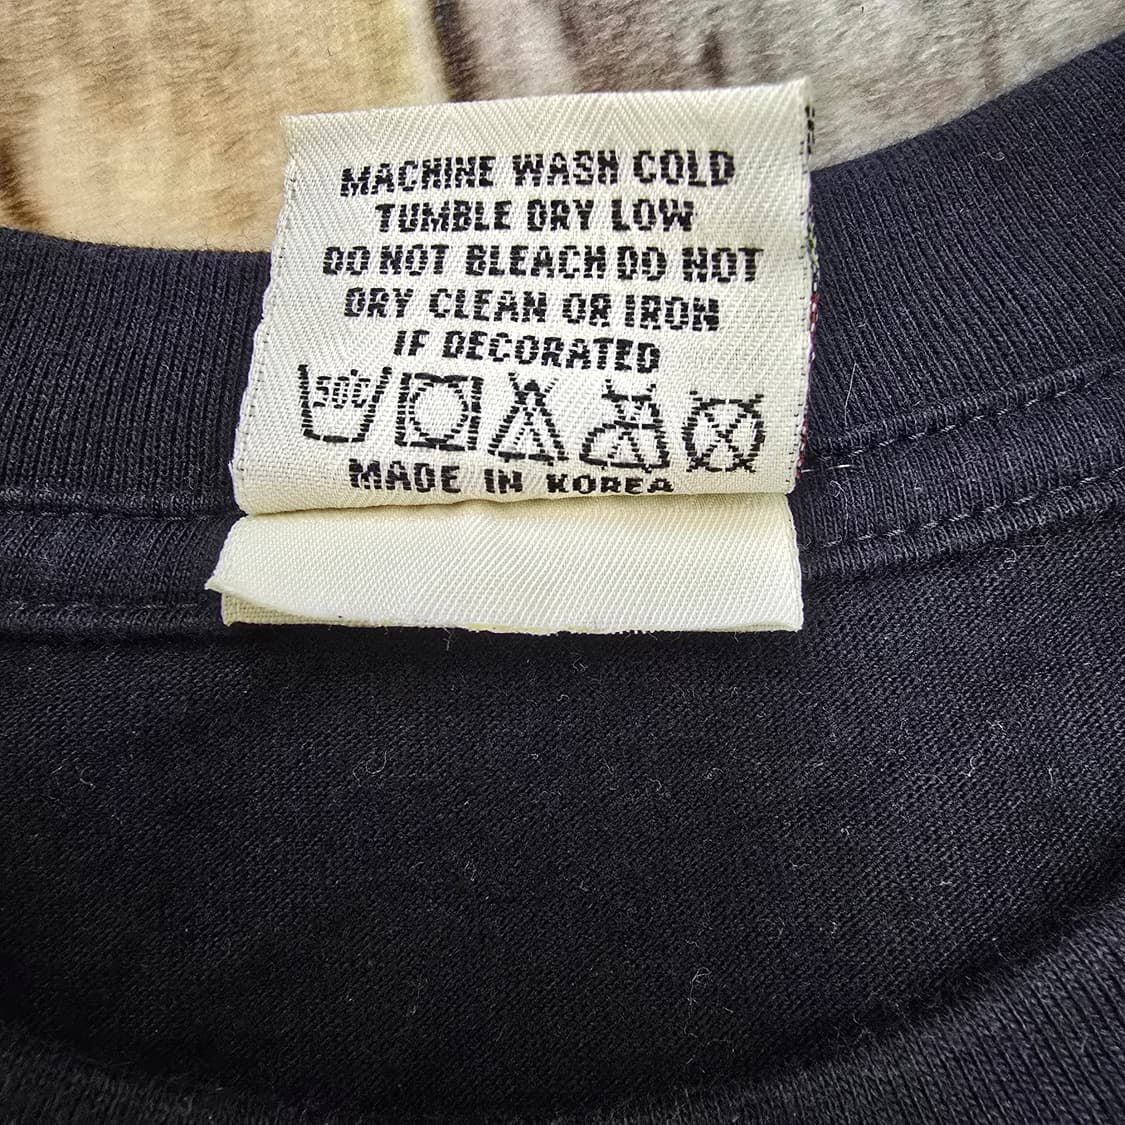 MACHINE WASH COLD
TUMBLE DRY LOW
DO NOT BLEACH DO NOT
DRY CLEAN OR IRON
IF DECORATED
50°C
MADE IN KOREA